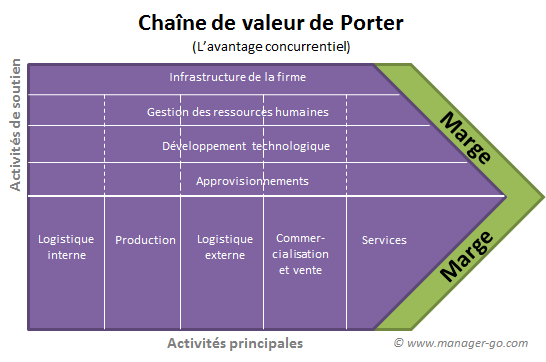 Chaîne de valeur de Porter
(L'avantage concurrentiel)
Activités de soutien
Infrastructure de la firme
Gestion des ressources humaines
Développement technologique
Approvisionnements
Marge
Logistique
interne
Production
Logistique
externe
Commer-
cialisation
et vente
Services
Marge
Activités principales
© www.manager-go.com